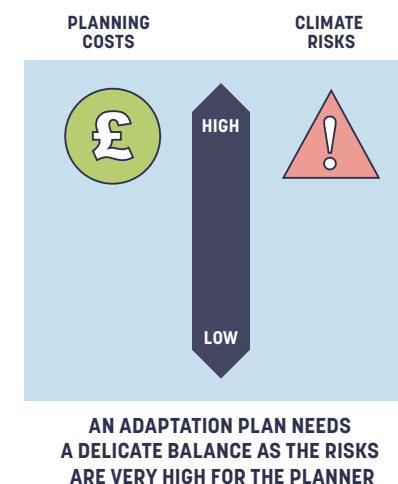 PLANNING
COSTS
CLIMATE
RISKS
£
HIGH
!
LOW
AN ADAPTATION PLAN NEEDS
A DELICATE BALANCE AS THE RISKS
ARE VERY HIGH FOR THE PLANNER